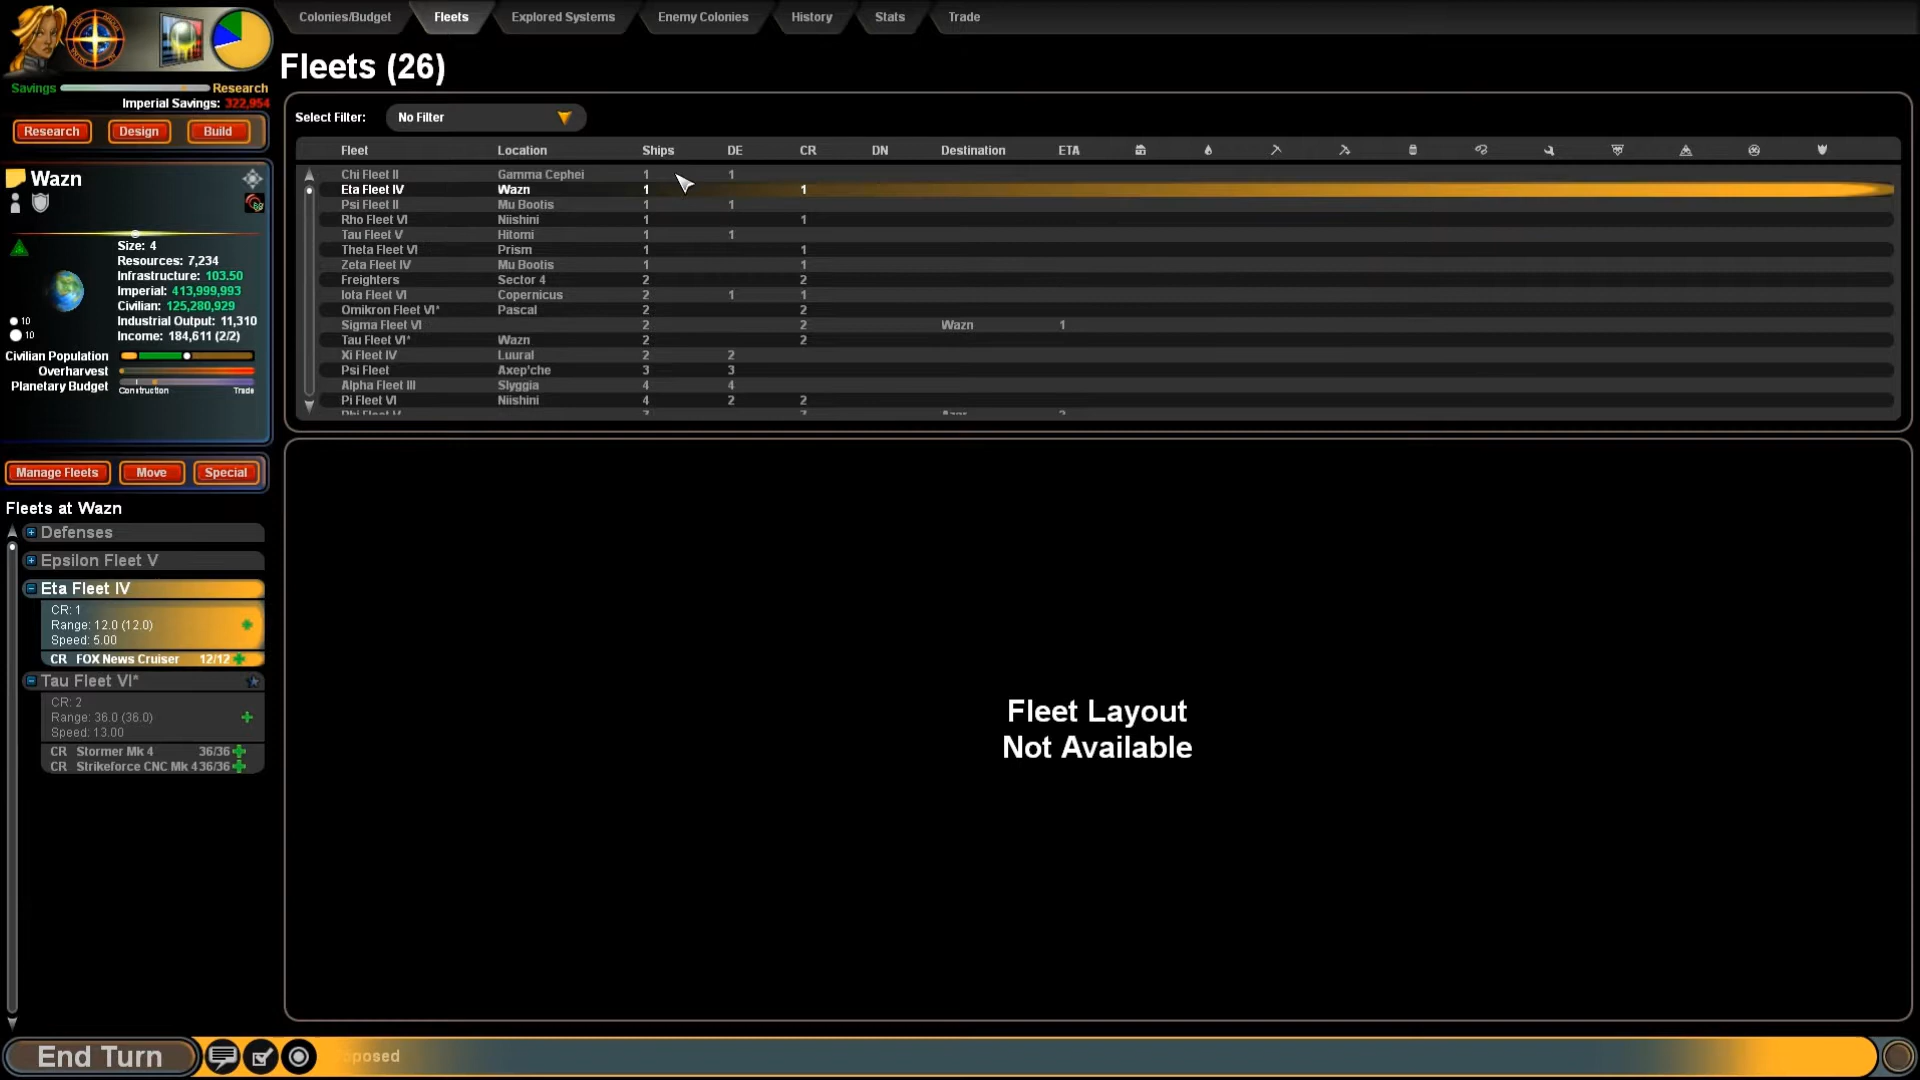 Colonies/Budget Fleets Explored Systems Enemy Colonies History Stats Trade
Fleets (26)
Savings Research
Imperial Savings: 322,954
Research Design Build
Select Filter: No Filter
Fleet Location Ships DE CR DN Destination ETA
Chi Fleet II Gamma Cephei 1 1
Eta Fleet IV Wazn 1 1
Psi Fleet II Mu Bootis 1 1
Rho Fleet VI Niishini 1 1
Tau Fleet V Hitomi 1 1
Theta Fleet VI Prism 1 1
Zeta Fleet IV Mu Bootis 1 1
Freighters Sector 4 2 2
Iota Fleet VI Copernicus 2 1 1
Omikron Fleet VI* Pascal 2 2
Sigma Fleet VI 2 2 Wazn 1
Tau Fleet VI* Wazn 2 2
Xi Fleet IV Luural 2 2
Psi Fleet Axep'che 3 3
Alpha Fleet III Slyggia 4 4
Pi Fleet VI Niishini 4 2 2
Wazn
Size: 4
Resources: 7,234
Infrastructure: 103.50
Imperial: 413,999,993
Civilian: 125,280,929
10 Industrial Output: 11,310
10 Income: 184,611 (2/2)
Civilian Population
Overharvest
Planetary Budget
Construction Trade
Manage Fleets Move Special
Fleets at Wazn
Defenses
Epsilon Fleet V
Eta Fleet IV
CR: 1
Range: 12.0 (12.0)
Speed: 5.00
CR FOX News Cruiser 12/12
Tau Fleet VI*
CR: 2
Range: 36.0 (36.0)
Speed: 13.00
CR Stormer Mk 4 36/36
CR Strikeforce CNC Mk 4 36/36
Fleet Layout
Not Available
End Turn posed